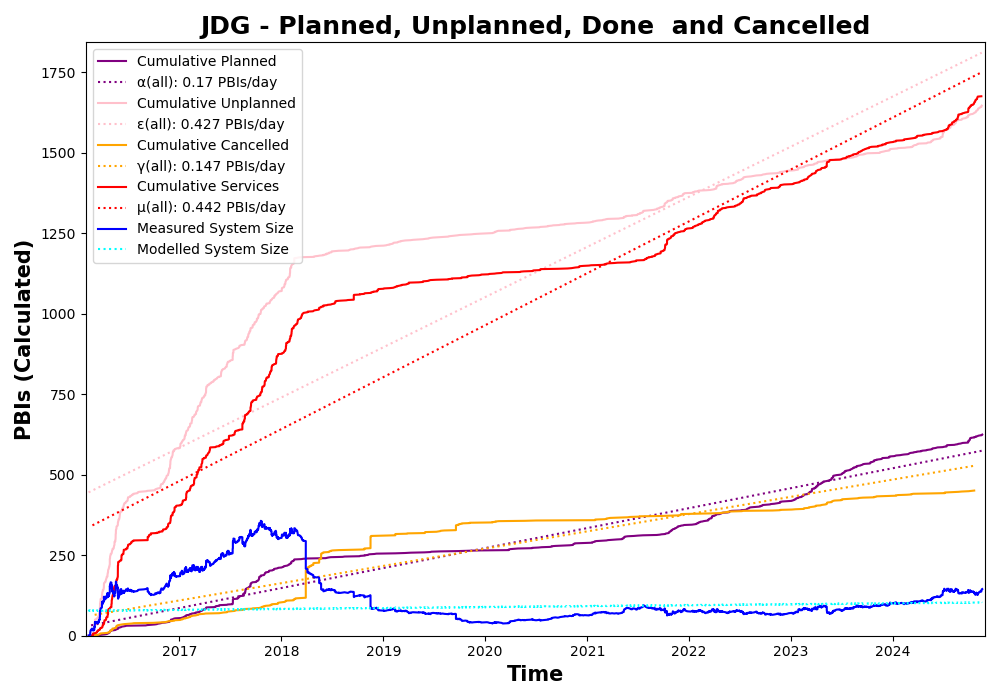 JDG - Planned, Unplanned, Done  and Cancelled
Cumulative Planned
α(all): 0.17 PBIs/day
Cumulative Unplanned
ε(all): 0.427 PBIs/day
Cumulative Cancelled
γ(all): 0.147 PBIs/day
Cumulative Services
μ(all): 0.442 PBIs/day
Measured System Size
Modelled System Size
PBIs (Calculated)
1750
1500
1250
1000
750
500
250
0
2017 2018 2019 2020 2021 2022 2023 2024
Time